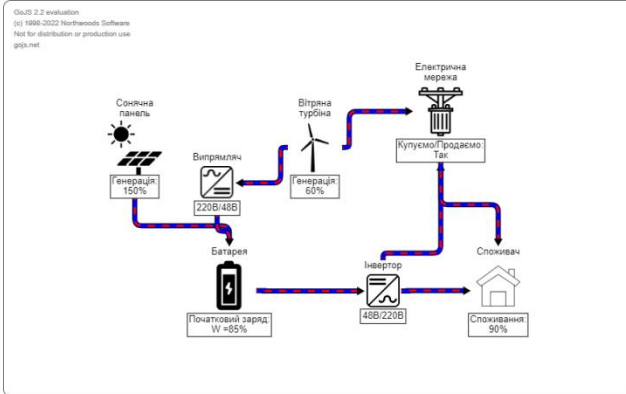 GoJS 2.2 evaluation
(c) 1998-2022 Northwoods Software
Not for distribution or production use
gojs.net
Електрична
мережа
Купуємо/Продаємо:
Так
Сонячна
панель
Генерація:
150%
Вітряна
турбіна
Генерація:
60%
Випрямляч
220В/48В
Батарея
Початковий заряд:
W =85%
Інвертор
48В/220В
Споживач
Споживання:
90%